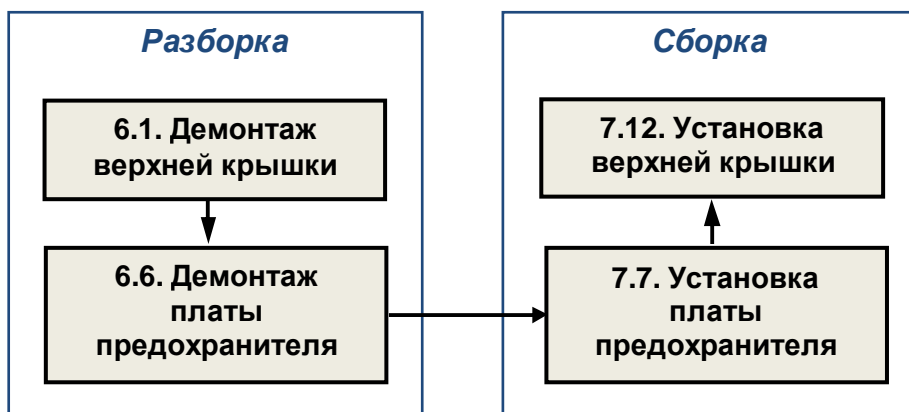 Разборка
6.1. Демонтаж
верхней крышки
6.6. Демонтаж
платы
предохранителя
Сборка
7.12. Установка
верхней крышки
7.7. Установка
платы
предохранителя